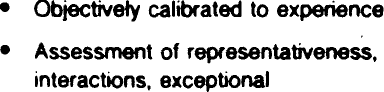 • Objectively calibrated to experience
• Assessment of representativeness,
interactions, exceptional